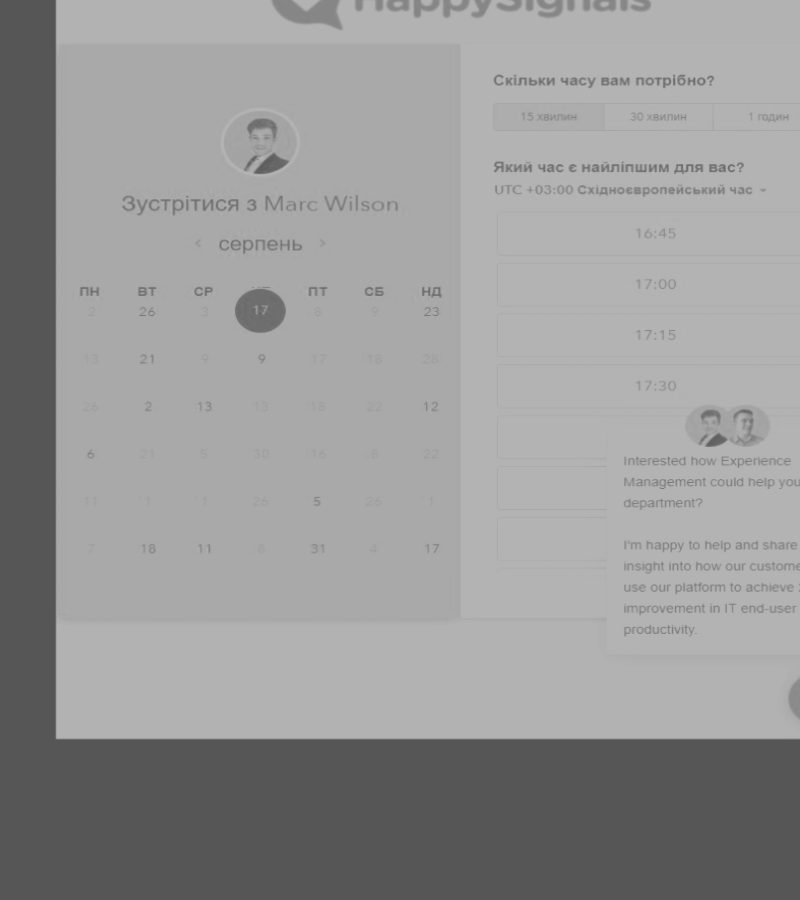 HappySignals
Зустрітися з Marc Wilson
серпень
ПН ВТ СР ПТ СБ НД
2 26 3 17 8 9 23
13 21 9 9 17 18 28
26 2 13 13 18 22 12
6 21 5 30 16 8 22
11 1 1 26 5 26 1
7 18 11 8 31 4 17
Скільки часу вам потрібно?
15 хвилин 30 хвилин 1 годин
Який час є найліпшим для вас?
UTC +03:00 Східноєвропейський час
16:45
17:00
17:15
17:30
Interested how Experience
Management could help you
department?
I'm happy to help and share
insight into how our custome
use our platform to achieve
improvement in IT end-user
productivity.